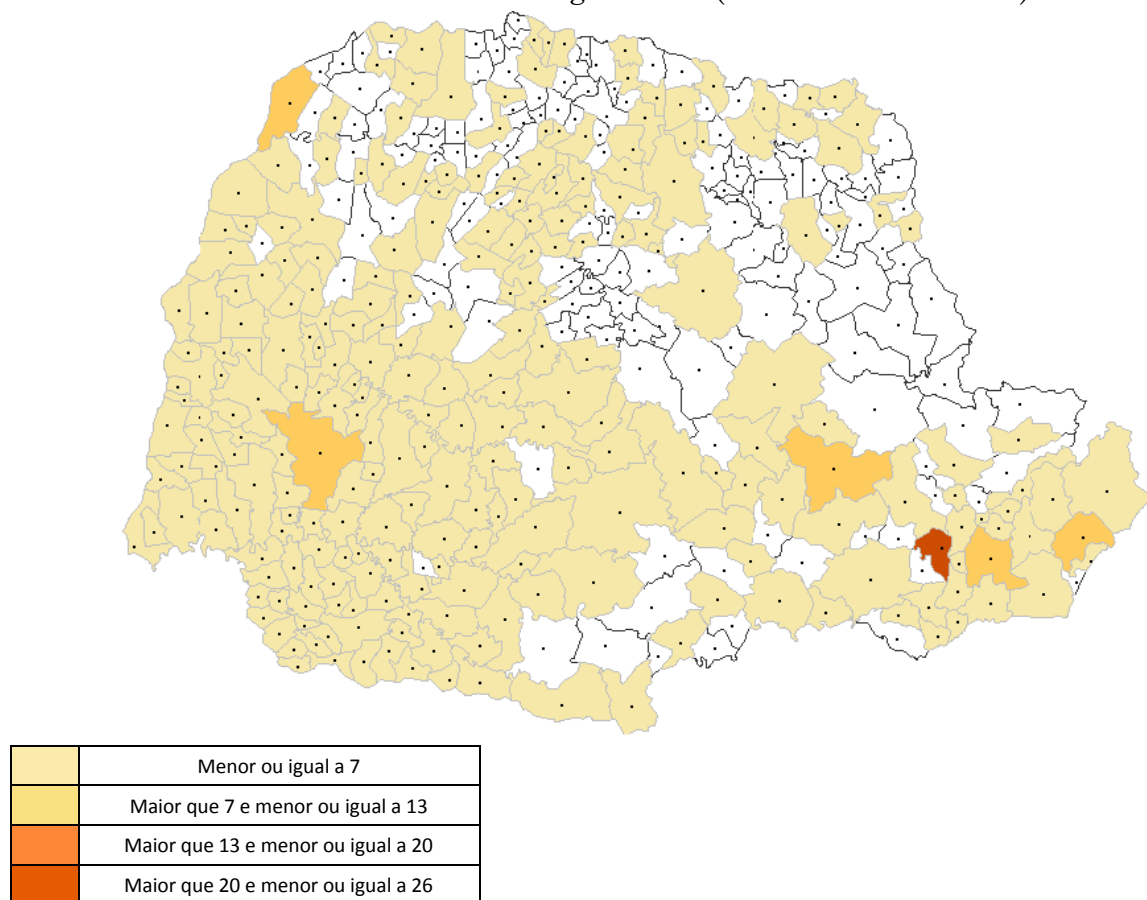 Menor ou igual a 7
Maior que 7 e menor ou igual a 13
Maior que 13 e menor ou igual a 20
Maior que 20 e menor ou igual a 26